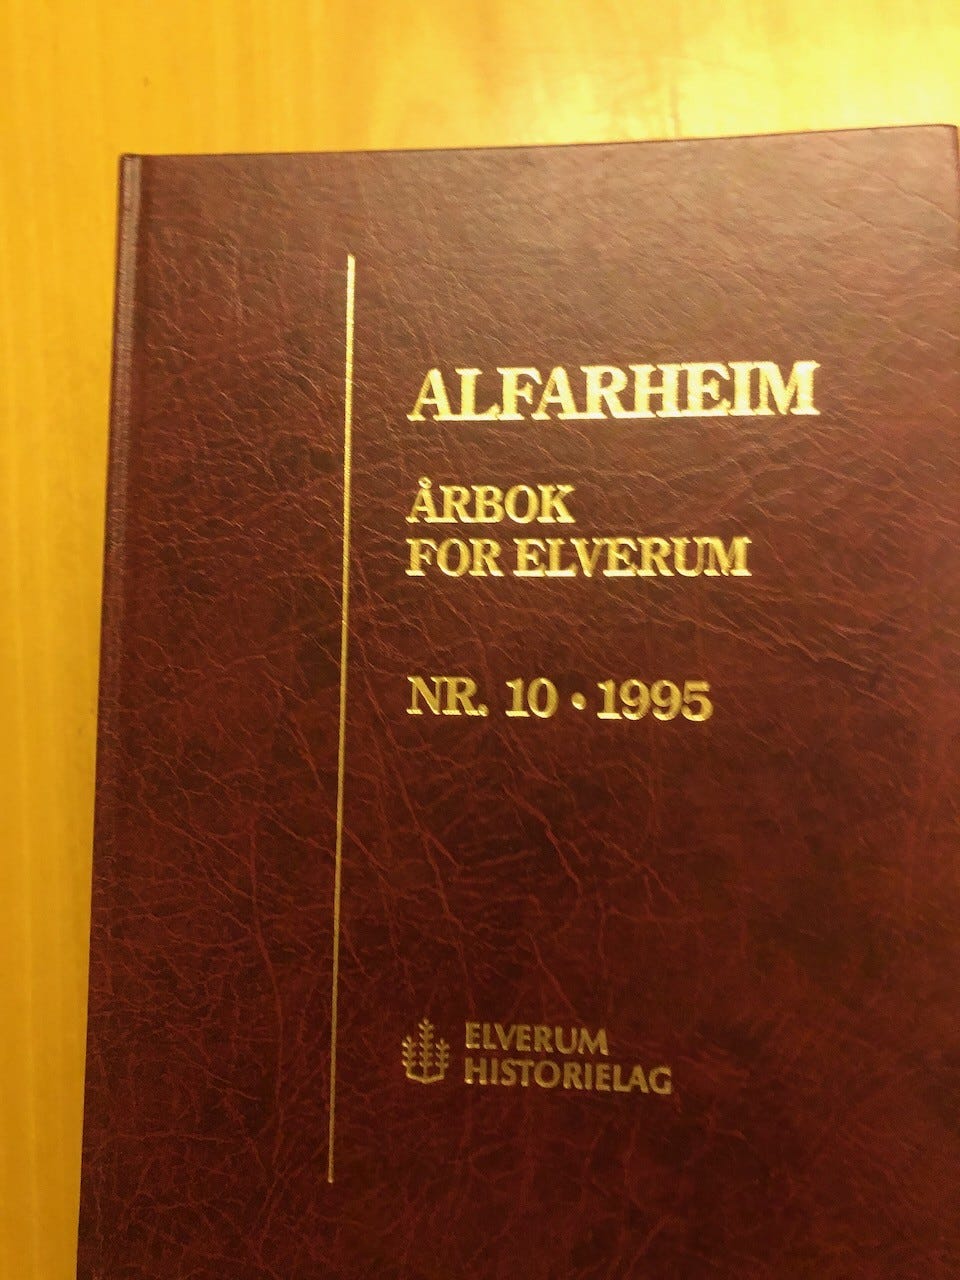 ALFARHEIM
ÅRBOK
FOR ELVERUM
NR. 10 • 1995
ELVERUM
HISTORIELAG